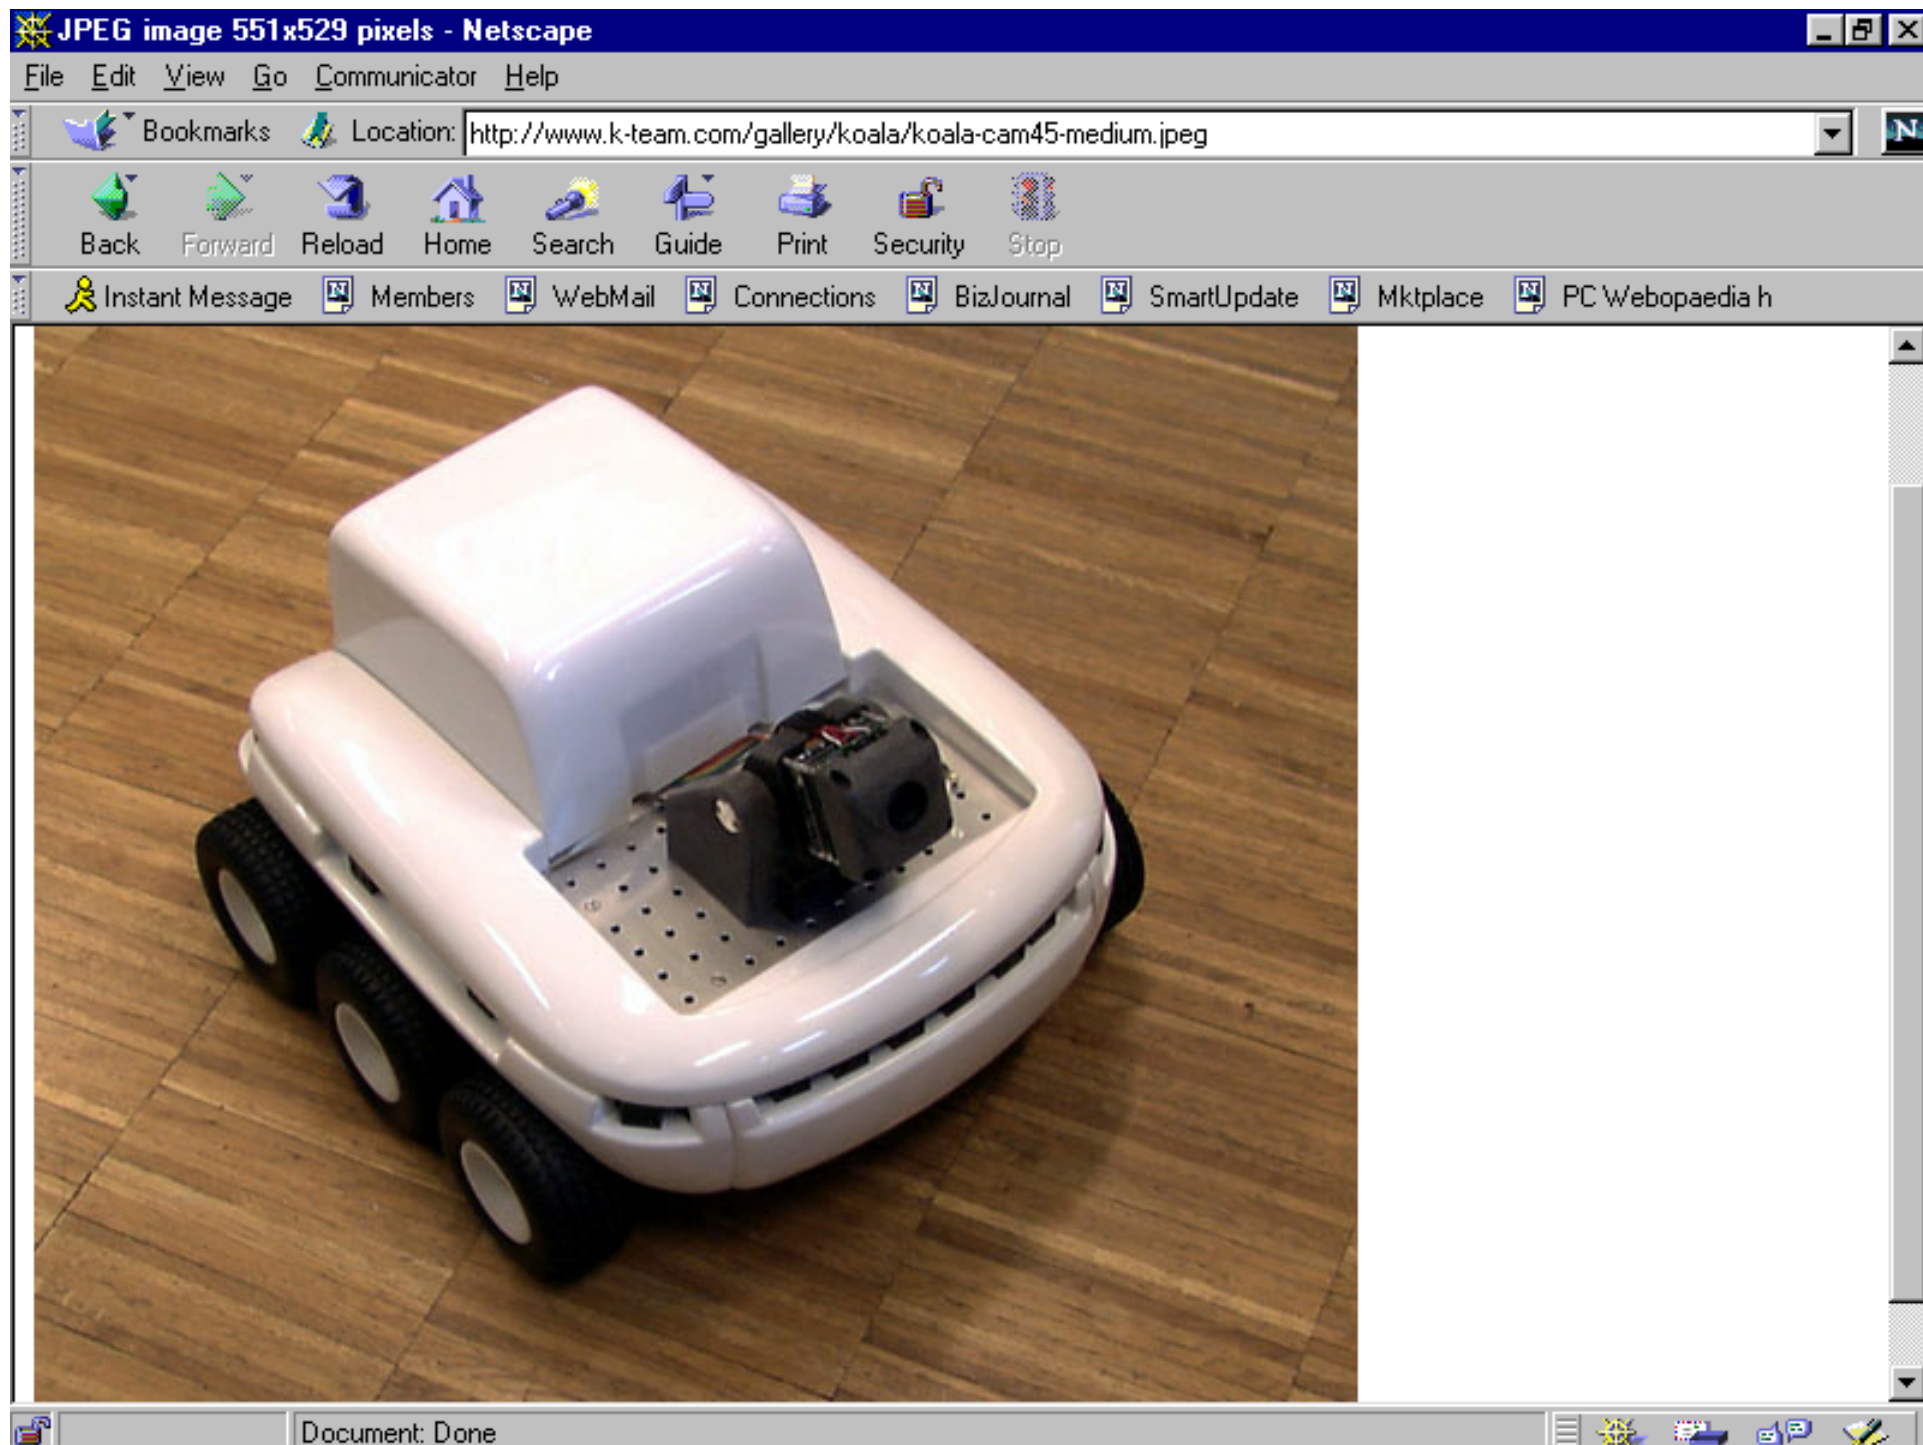 JPEG image 551x529 pixels - Netscape
File Edit View Go Communicator Help
Bookmarks Location: http://www.k-team.com/gallery/koala/koala-cam45-medium.jpeg
N
Back Forward Reload Home Search Guide Print Security Stop
Instant Message Members WebMail Connections BizJournal SmartUpdate Mktplace PC Webopaedia h
Document: Done